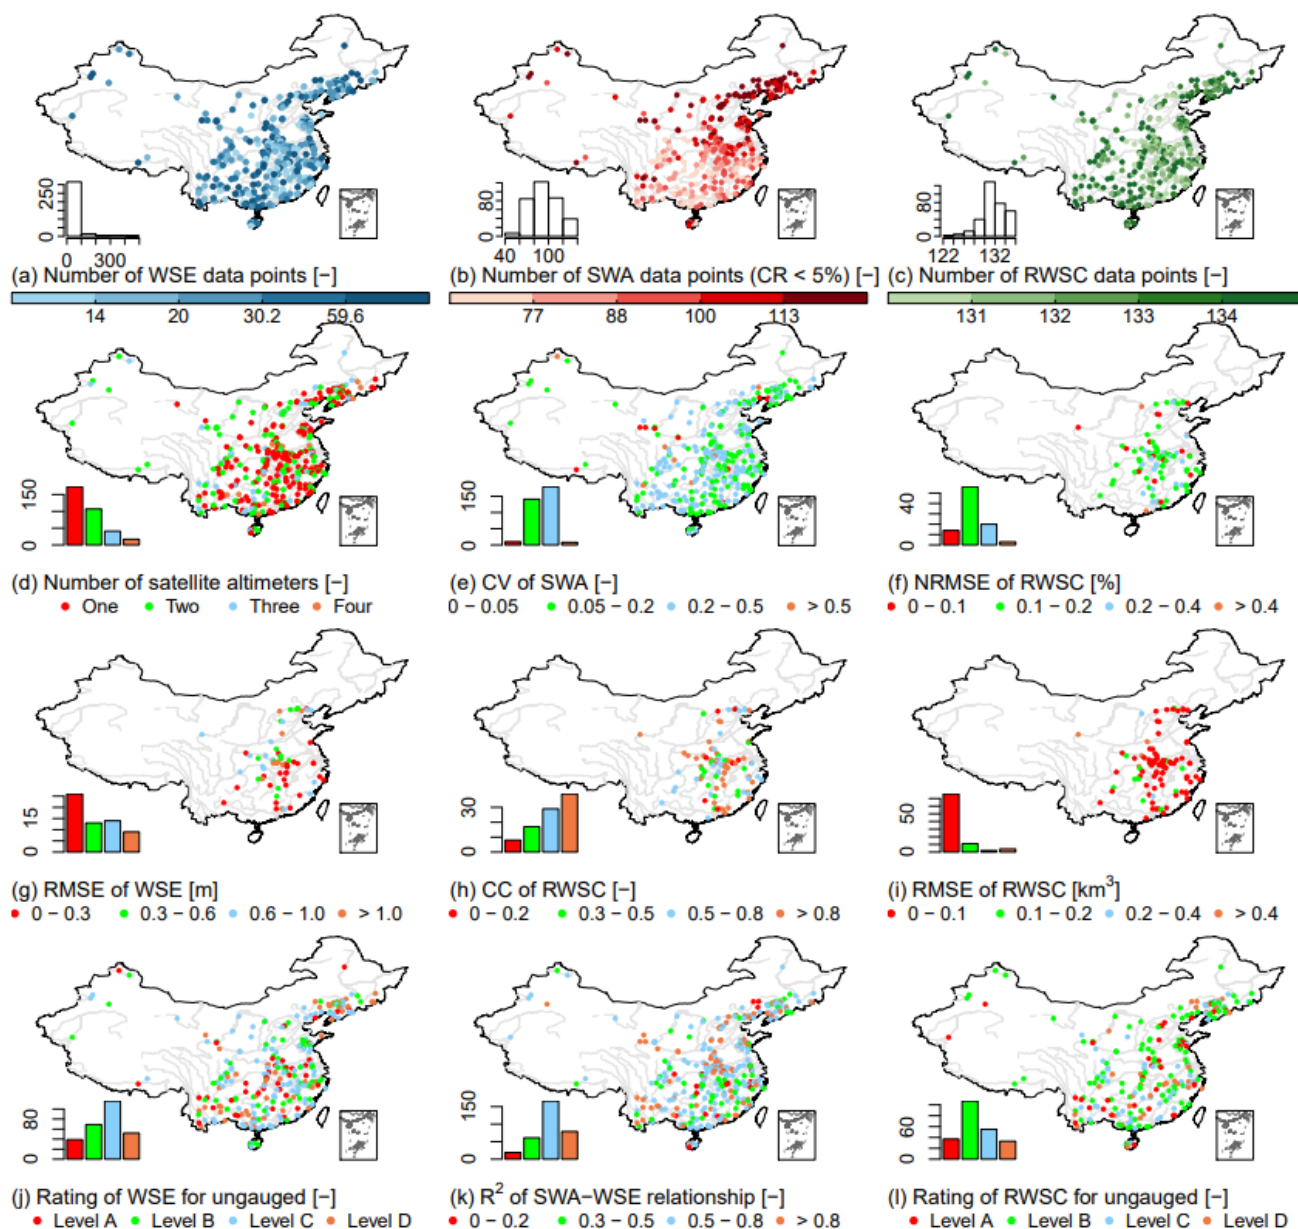 250
0
0 300
(a) Number of WSE data points [−]
14 20 30.2 59.6
80
0
40 100
(b) Number of SWA data points (CR < 5%) [−]
77 88 100 113
80
0
122 132
(c) Number of RWSC data points [−]
131 132 133 134
150
0
(d) Number of satellite altimeters [−]
One Two Three Four
150
0
(e) CV of SWA [−]
0 − 0.05 0.05 − 0.2 0.2 − 0.5 > 0.5
40
0
(f) NRMSE of RWSC [%]
0 − 0.1 0.1 − 0.2 0.2 − 0.4 > 0.4
15
0
(g) RMSE of WSE [m]
0 − 0.3 0.3 − 0.6 0.6 − 1.0 > 1.0
30
0
(h) CC of RWSC [−]
0 − 0.2 0.3 − 0.5 0.5 − 0.8 > 0.8
50
0
(i) RMSE of RWSC [km³]
0 − 0.1 0.1 − 0.2 0.2 − 0.4 > 0.4
80
0
(j) Rating of WSE for ungauged [−]
Level A Level B Level C Level D
150
0
(k) R² of SWA−WSE relationship [−]
0 − 0.2 0.3 − 0.5 0.5 − 0.8 > 0.8
60
0
(l) Rating of RWSC for ungauged [−]
Level A Level B Level C Level D